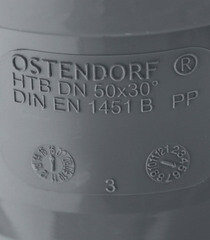 OSTENDORF ®
HTB DN 50x30°
DIN EN 1451 B PP
3